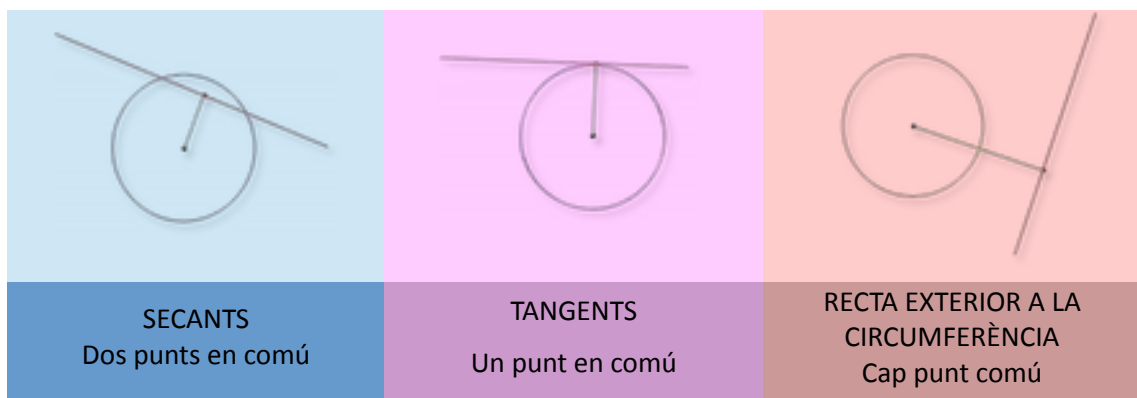 SECANTS
Dos punts en comú
TANGENTS
Un punt en comú
RECTA EXTERIOR A LA
CIRCUMFERÈNCIA
Cap punt comú